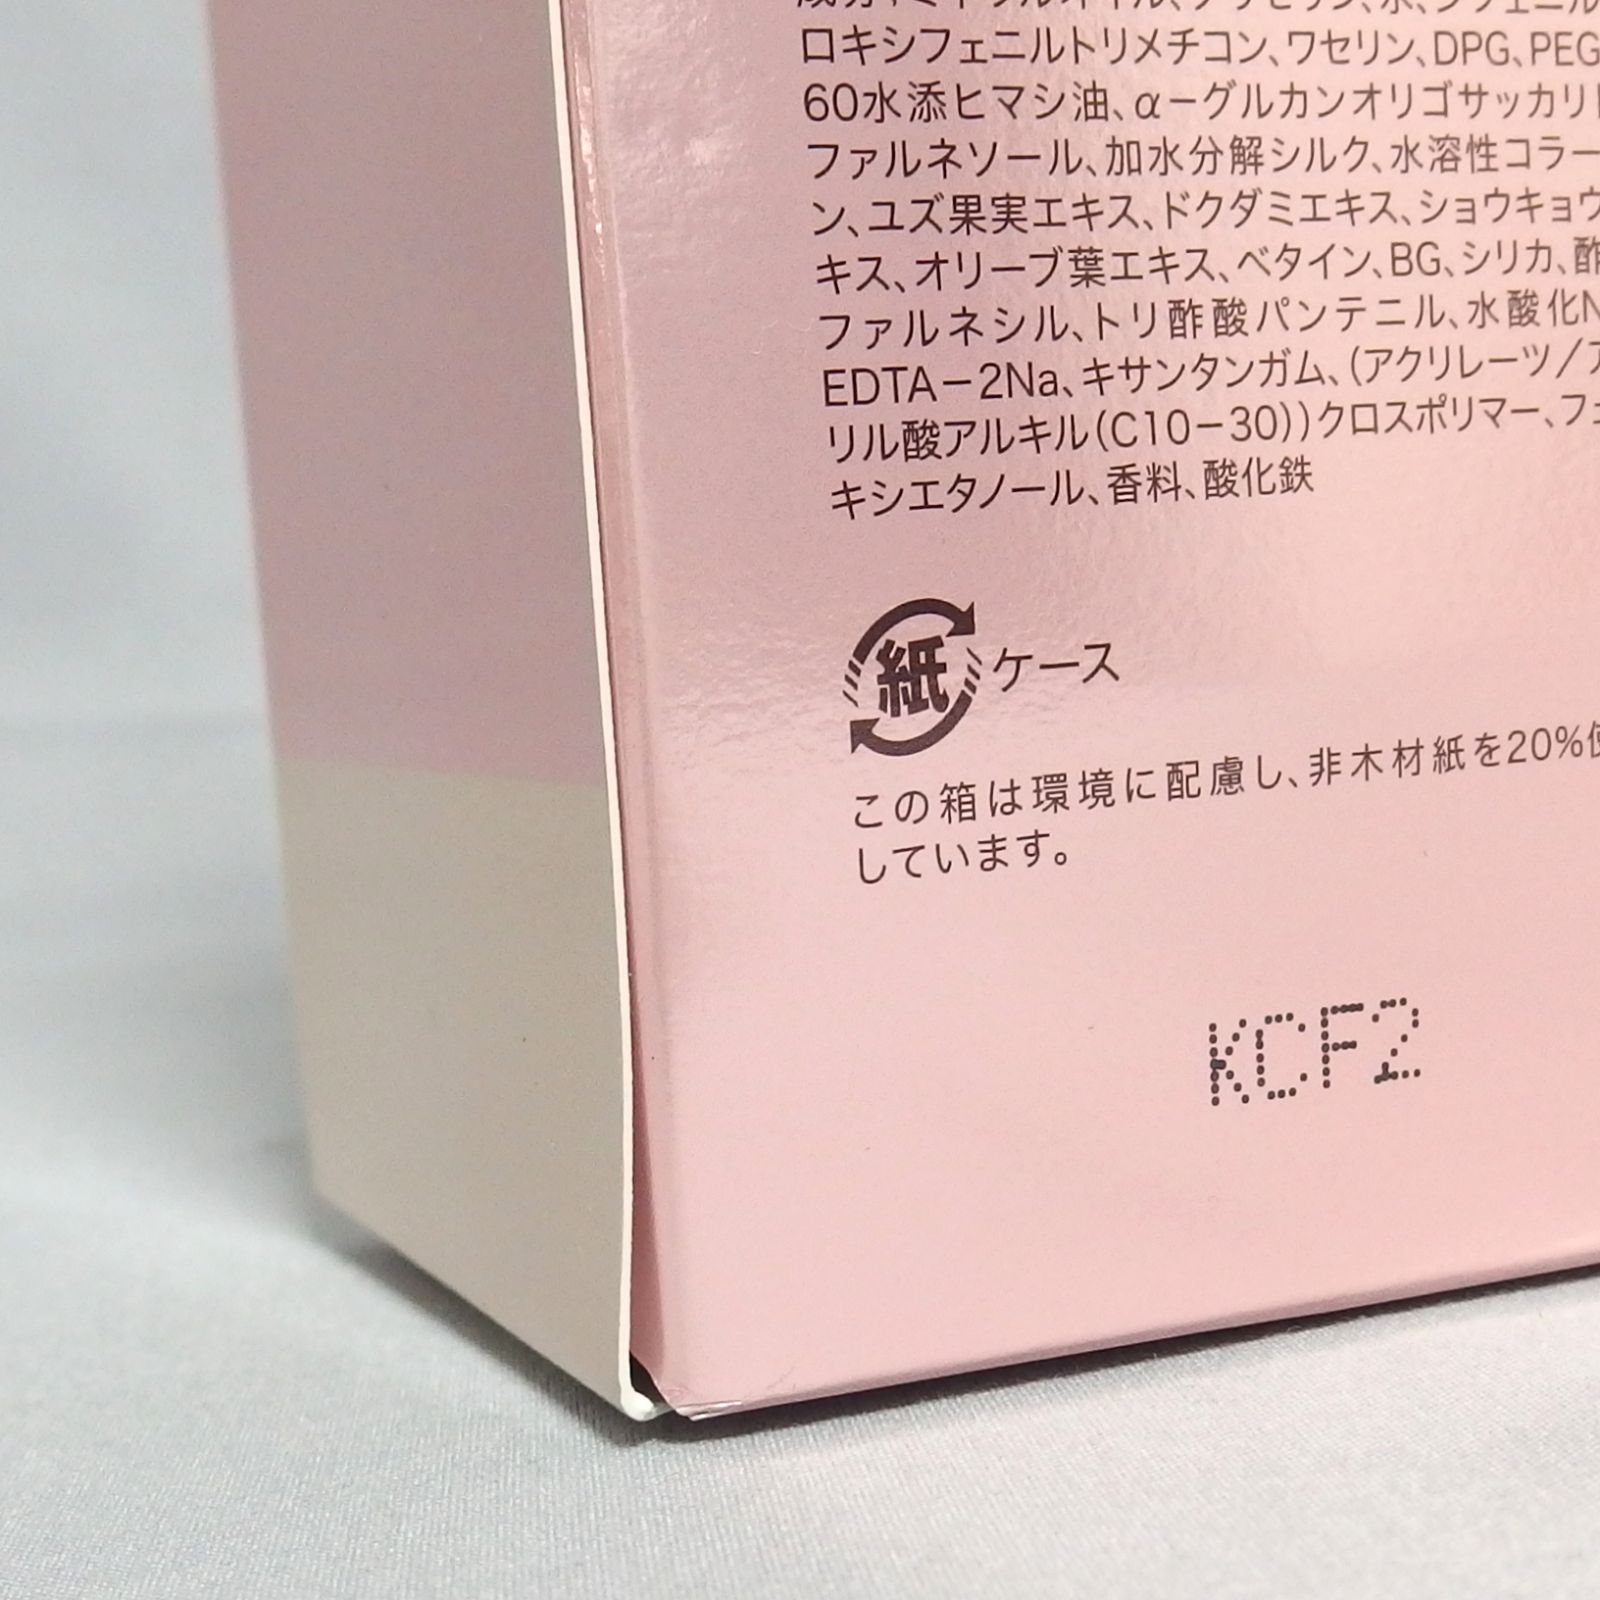 ロキシフェニルトリメチコン、ワセリン、DPG、PEG
60水添ヒマシ油、α－グルカンオリゴサッカリ
ファルネソール、加水分解シルク、水溶性コラー
ン、ユズ果実エキス、ドクダミエキス、ショウキョウ
キス、オリーブ葉エキス、ベタイン、BG、シリカ、酢
ファルネシル、トリ酢酸パンテニル、水酸化N
EDTA－2Na、キサンタンガム、(アクリレーツ/ア
リル酸アルキル(C10－30))クロスポリマー、フェ
キシエタノール、香料、酸化鉄
紙 ケース
この箱は環境に配慮し、非木材紙を20%使
しています。
KCF2